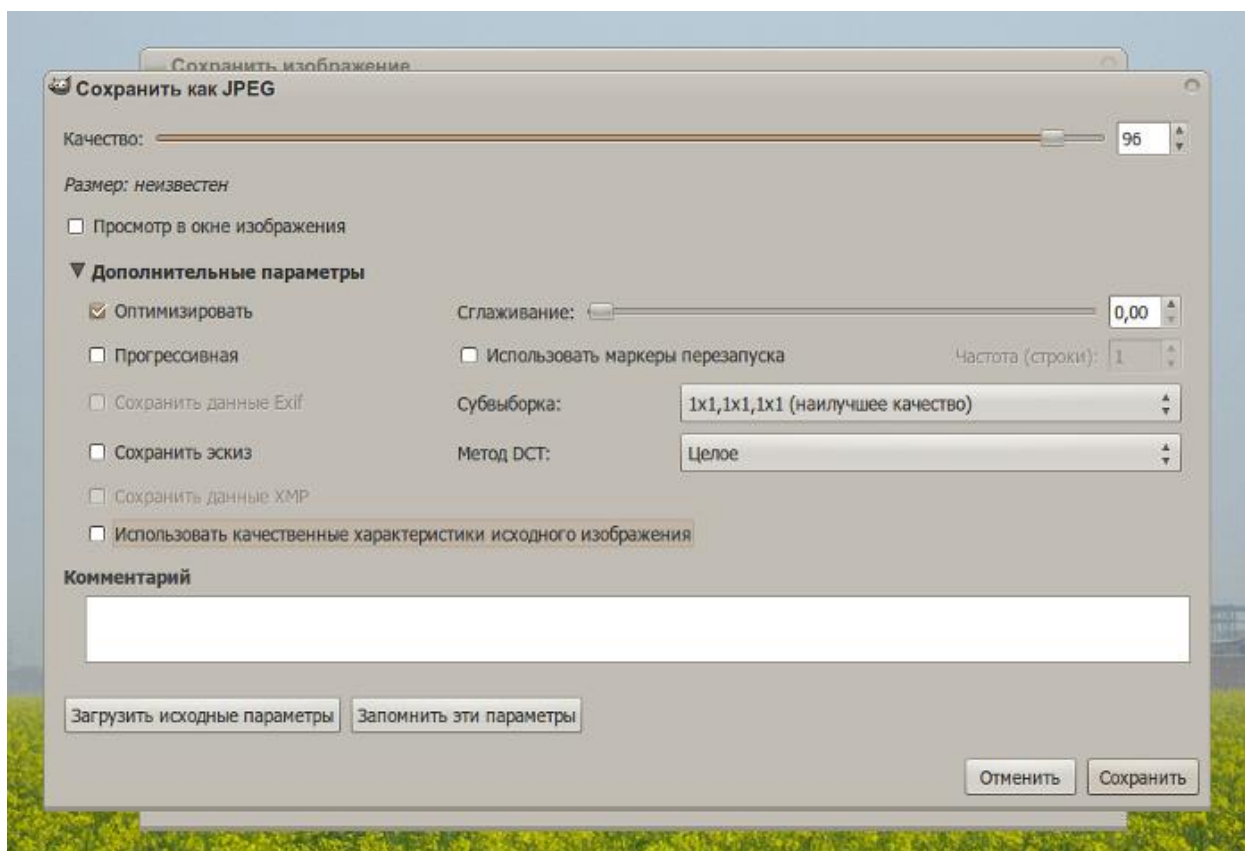 Сохранить изображение
Сохранить как JPEG
Качество: 96
Размер: неизвестен
Просмотр в окне изображения
Дополнительные параметры
Оптимизировать Сглаживание: 0,00
Прогрессивная Использовать маркеры перезапуска Частота (строки): 1
Сохранить данные Exif Субвыборка: 1x1,1x1,1x1 (наилучшее качество)
Сохранить эскиз Метод DCT: Целое
Сохранить данные XMP
Использовать качественные характеристики исходного изображения
Комментарий
Загрузить исходные параметры Запомнить эти параметры
Отменить Сохранить